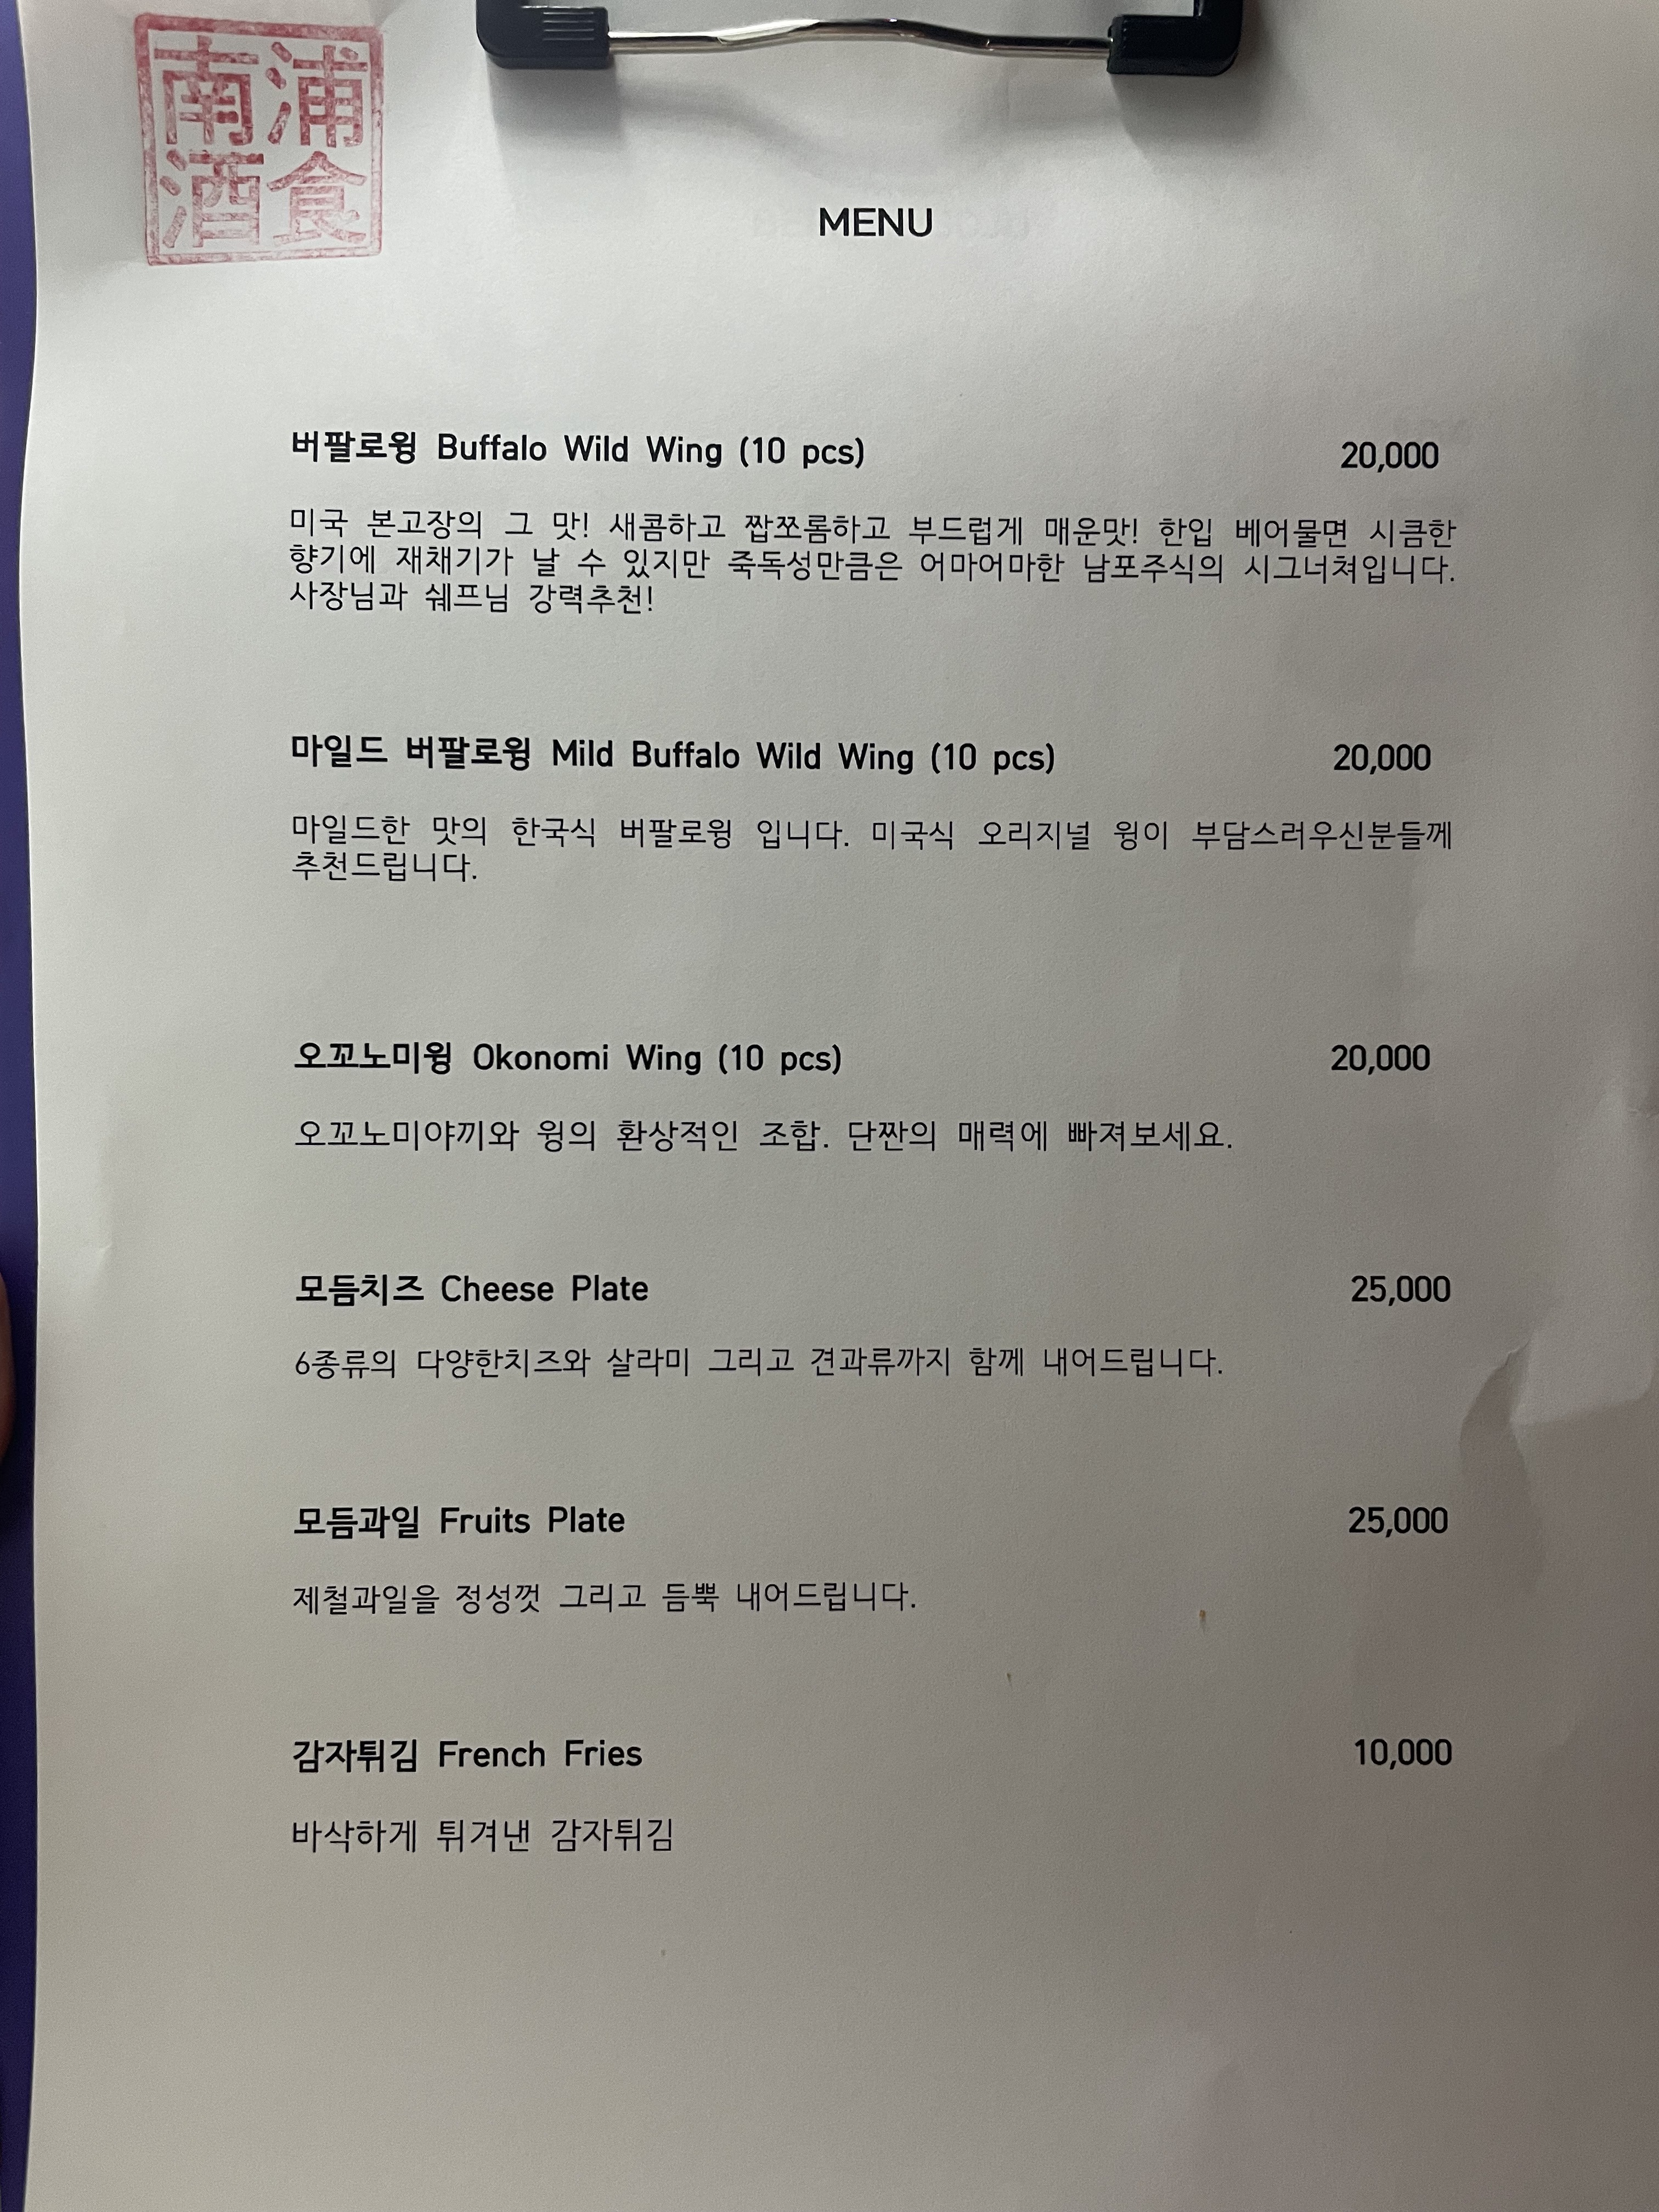 南浦
酒食
MENU
버팔로윙 Buffalo Wild Wing (10 pcs) 20,000
미국 본고장의 그 맛! 새콤하고 짭쪼롬하고 부드럽게 매운맛! 한입 베어물면 시큼한
향기에 재채기가 날 수 있지만 죽독성만큼은 어마어마한 남포주식의 시그너쳐입니다.
사장님과 쉐프님 강력추천!
마일드 버팔로윙 Mild Buffalo Wild Wing (10 pcs) 20,000
마일드한 맛의 한국식 버팔로윙 입니다. 미국식 오리지널 윙이 부담스러우신분들께
추천드립니다.
오꼬노미윙 Okonomi Wing (10 pcs) 20,000
오꼬노미야끼와 윙의 환상적인 조합. 단짠의 매력에 빠져보세요.
모듬치즈 Cheese Plate 25,000
6종류의 다양한치즈와 살라미 그리고 견과류까지 함께 내어드립니다.
모듬과일 Fruits Plate 25,000
제철과일을 정성껏 그리고 듬뿍 내어드립니다.
감자튀김 French Fries 10,000
바삭하게 튀겨낸 감자튀김